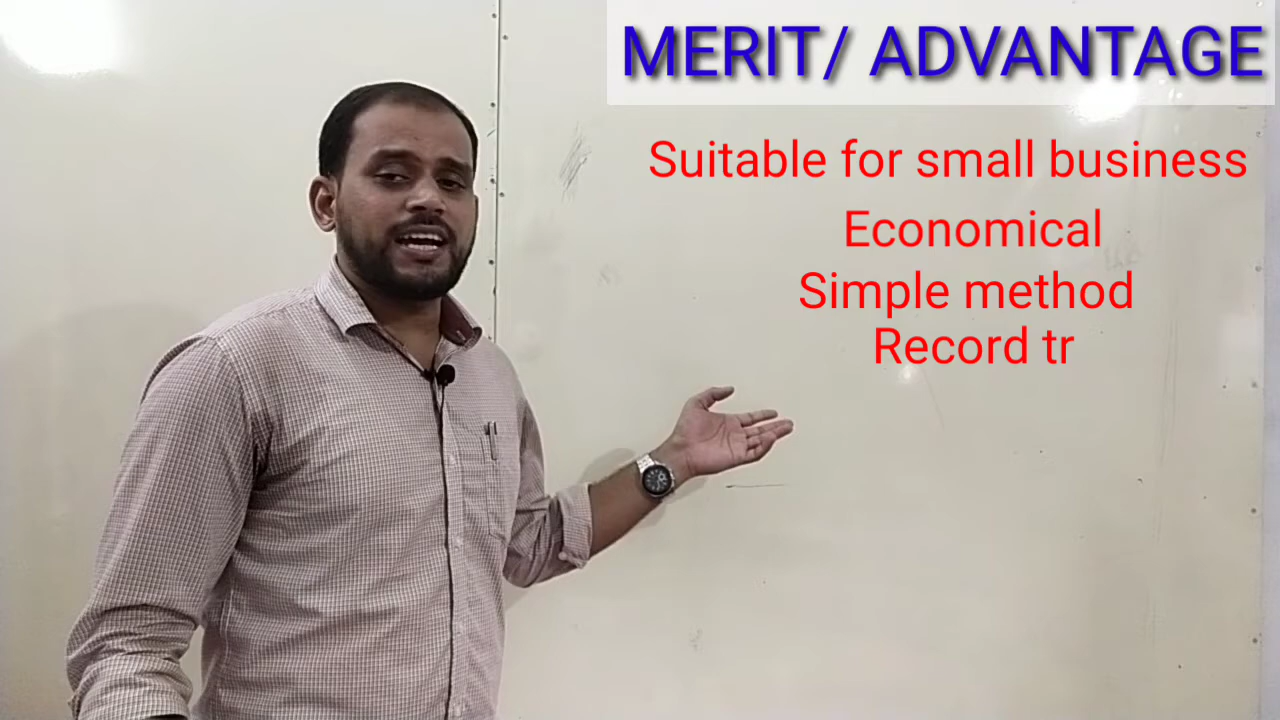 MERIT/ ADVANTAGE
Suitable for small business
Economical
Simple method
Record tr